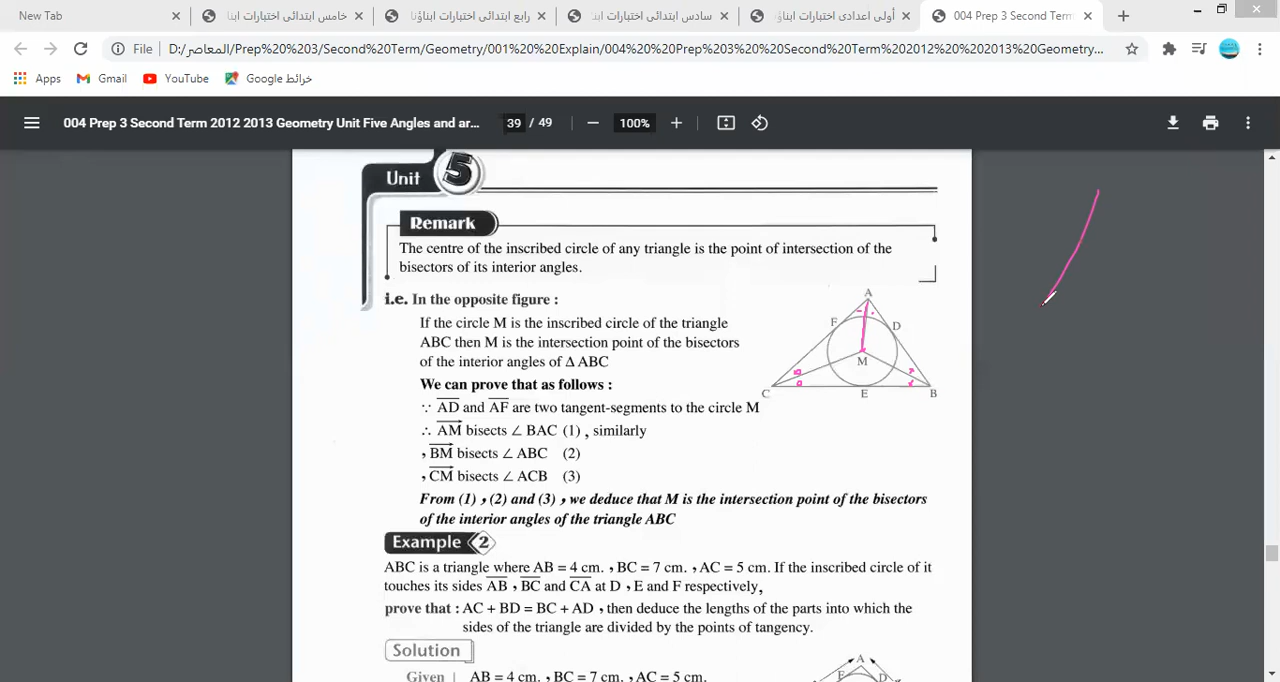 New Tab
خامس ابتدائى اختبارات ابنا
رابع ابتدائى اختبارات ابناؤنا
سادس ابتدائى اختبارات ابنا
أولى اعدادى اختبارات ابناؤ
004 Prep 3 Second Term
File D:/المعاصر/Prep%203/Second%20Term/Geometry/001%20%20Explain/004%20%20Prep%203%20%20Second%20Term%202012%20%202013%20Geometry...
Apps Gmail YouTube Google خرائط
004 Prep 3 Second Term 2012 2013 Geometry Unit Five Angles and ar...
39 / 49
100%
Unit 5
Remark
The centre of the inscribed circle of any triangle is the point of intersection of the
bisectors of its interior angles.
i.e. In the opposite figure :
If the circle M is the inscribed circle of the triangle
ABC then M is the intersection point of the bisectors
of the interior angles of Δ ABC
We can prove that as follows :
∵ AD and AF are two tangent-segments to the circle M
∴ AM bisects ∠ BAC (1) , similarly
, BM bisects ∠ ABC (2)
, CM bisects ∠ ACB (3)
From (1) , (2) and (3) , we deduce that M is the intersection point of the bisectors
of the interior angles of the triangle ABC
A
F
D
M
C
E
B
Example 2
ABC is a triangle where AB = 4 cm. , BC = 7 cm. , AC = 5 cm. If the inscribed circle of it
touches its sides AB , BC and CA at D , E and F respectively,
prove that : AC + BD = BC + AD , then deduce the lengths of the parts into which the
sides of the triangle are divided by the points of tangency.
Solution
Given AB = 4 cm. , BC = 7 cm. , AC = 5 cm.
A
F
D